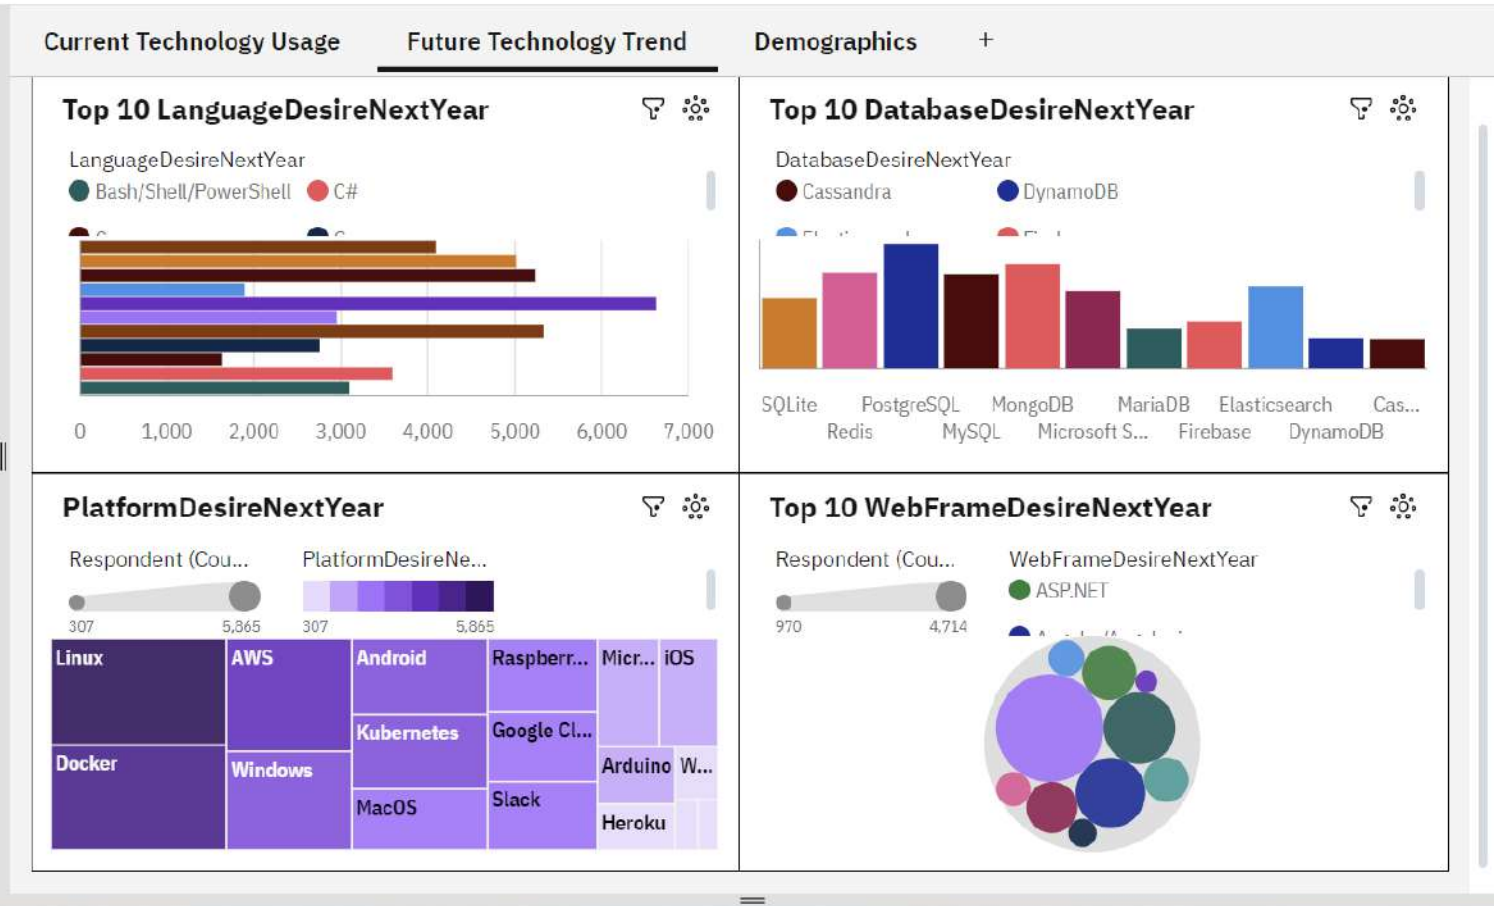 Current Technology Usage Future Technology Trend Demographics +
Top 10 LanguageDesireNextYear
LanguageDesireNextYear
Bash/Shell/PowerShell C#
0 1,000 2,000 3,000 4,000 5,000 6,000 7,000
Top 10 DatabaseDesireNextYear
DatabaseDesireNextYear
Cassandra DynamoDB
SQLite PostgreSQL MongoDB MariaDB Elasticsearch Cas...
Redis MySQL Microsoft S... Firebase DynamoDB
PlatformDesireNextYear
Respondent (Cou... PlatformDesireNe...
307 5,865 307 5,865
Linux AWS Android Raspberr... Micr... iOS
Kubernetes Google Cl...
Docker Windows Arduino W...
MacOS Slack
Heroku
Top 10 WebFrameDesireNextYear
Respondent (Cou... WebFrameDesireNextYear
ASP.NET
970 4,714